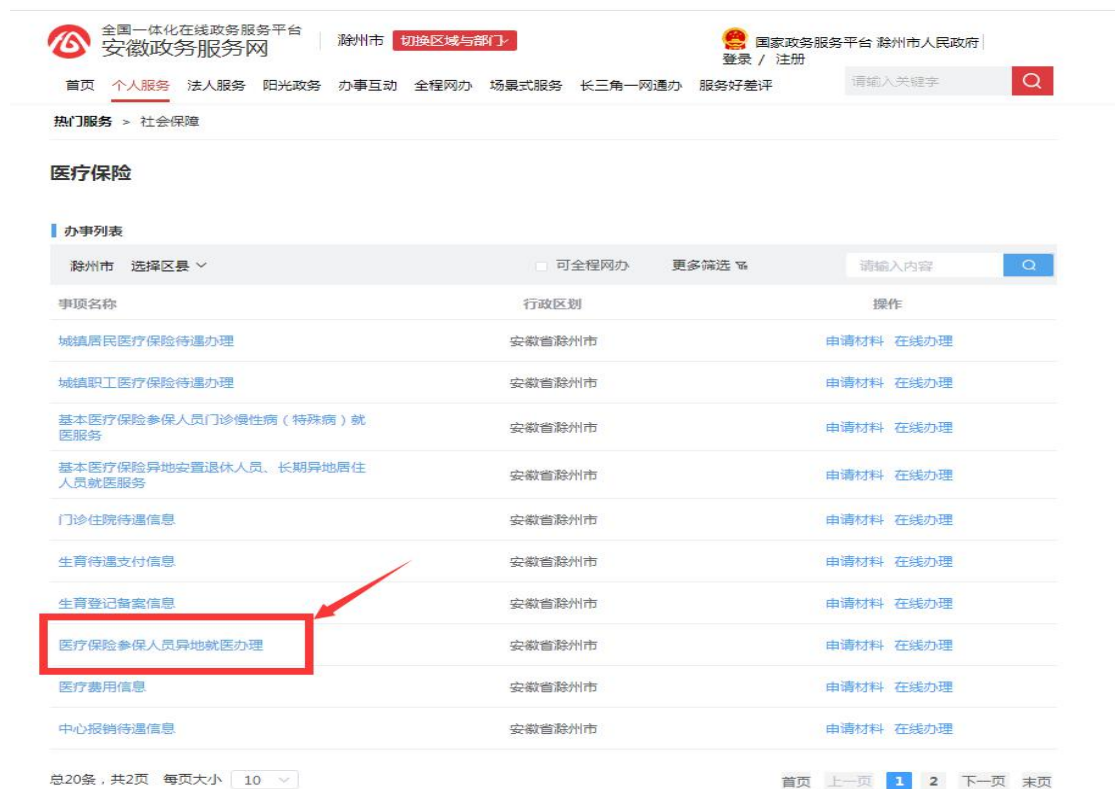 全国一体化在线政务服务平台
安徽政务服务网
滁州市 切换区域与部门
国家政务服务平台 滁州市人民政府
登录 / 注册
首页 个人服务 法人服务 阳光政务 办事互动 全程网办 场景式服务 长三角一网通办 服务好差评 请输入关键字
热门服务 > 社会保障
医疗保险
办事列表
滁州市 选择区县 可全程网办 更多筛选 请输入内容
事项名称 行政区划 操作
城镇居民医疗保险待遇办理 安徽省滁州市 申请材料 在线办理
城镇职工医疗保险待遇办理 安徽省滁州市 申请材料 在线办理
基本医疗保险参保人员门诊慢性病（特殊病）就
医服务 安徽省滁州市 申请材料 在线办理
基本医疗保险异地安置退休人员、长期异地居住
人员就医服务 安徽省滁州市 申请材料 在线办理
门诊住院待遇信息 安徽省滁州市 申请材料 在线办理
生育待遇支付信息 安徽省滁州市 申请材料 在线办理
生育登记备案信息 安徽省滁州市 申请材料 在线办理
医疗保险参保人员异地就医办理 安徽省滁州市 申请材料 在线办理
医疗费用信息 安徽省滁州市 申请材料 在线办理
中心报销待遇信息 安徽省滁州市 申请材料 在线办理
总20条，共2页 每页大小 10 首页 上一页 1 2 下一页 末页